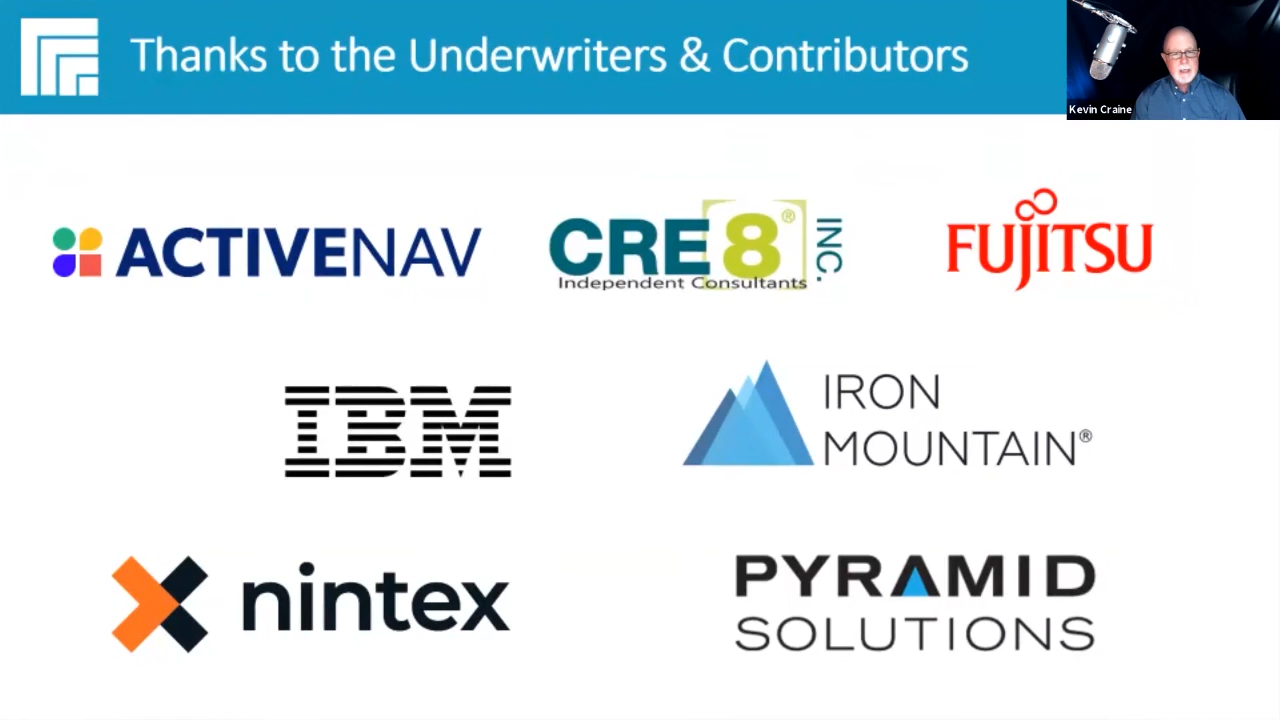 Thanks to the Underwriters & Contributors
Kevin Craine
ACTIVENAV
CRE8® INC.
Independent Consultants
FUJITSU
IBM
IRON
MOUNTAIN®
nintex
PYRAMID
SOLUTIONS